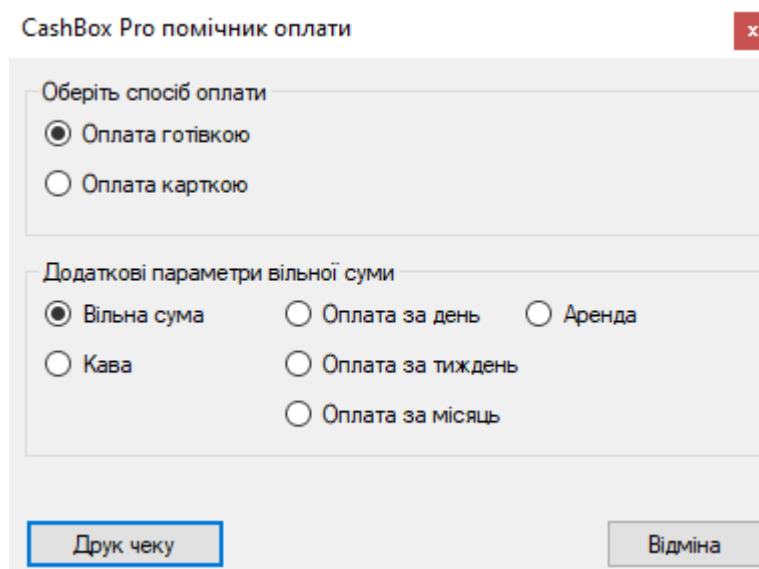 CashBox Pro помічник оплати
x
Оберіть спосіб оплати
Оплата готівкою
Оплата карткою
Додаткові параметри вільної суми
Вільна сума
Оплата за день
Аренда
Кава
Оплата за тиждень
Оплата за місяць
Друк чеку
Відміна